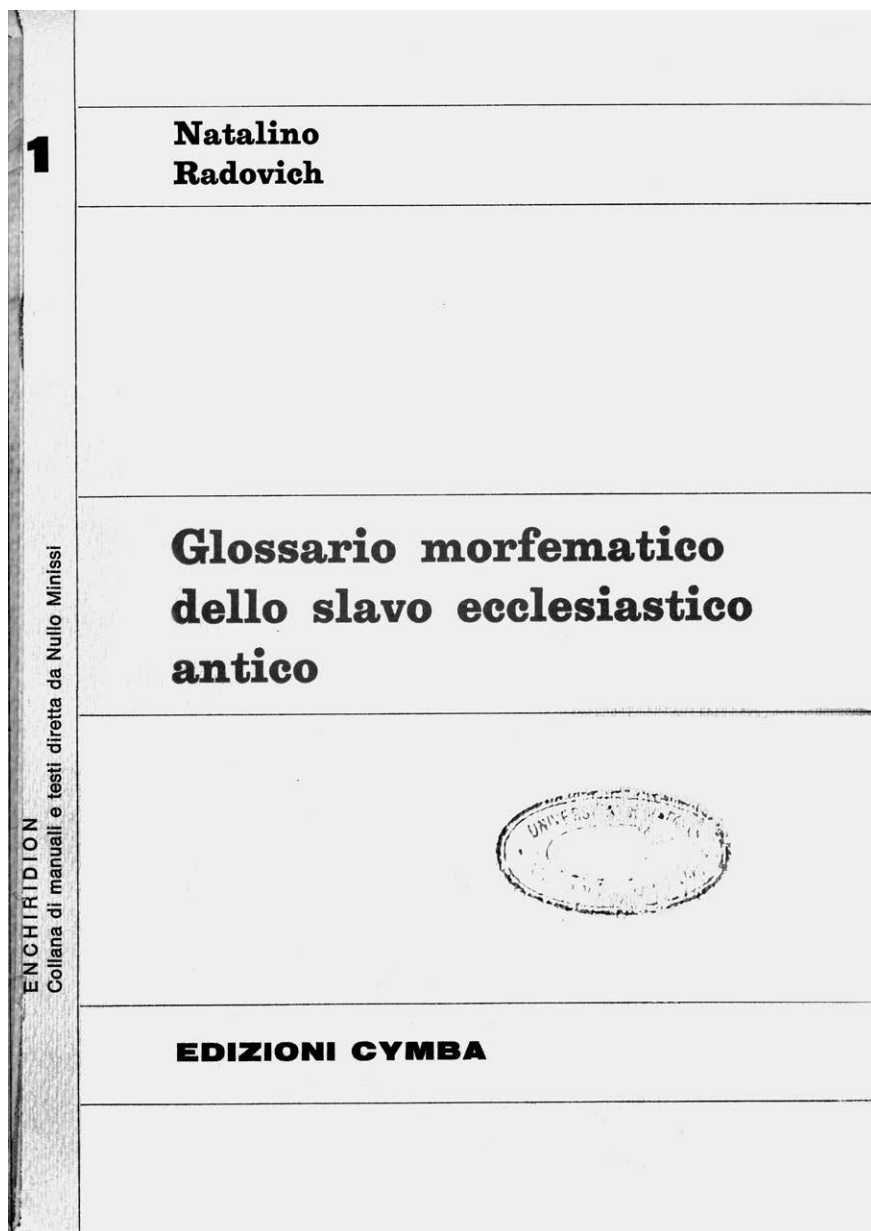 1
Natalino
Radovich
Glossario morfematico
dello slavo ecclesiastico
antico
ENCHIRIDION
Collana di manuali e testi diretta da Nullo Minissi
EDIZIONI CYMBA